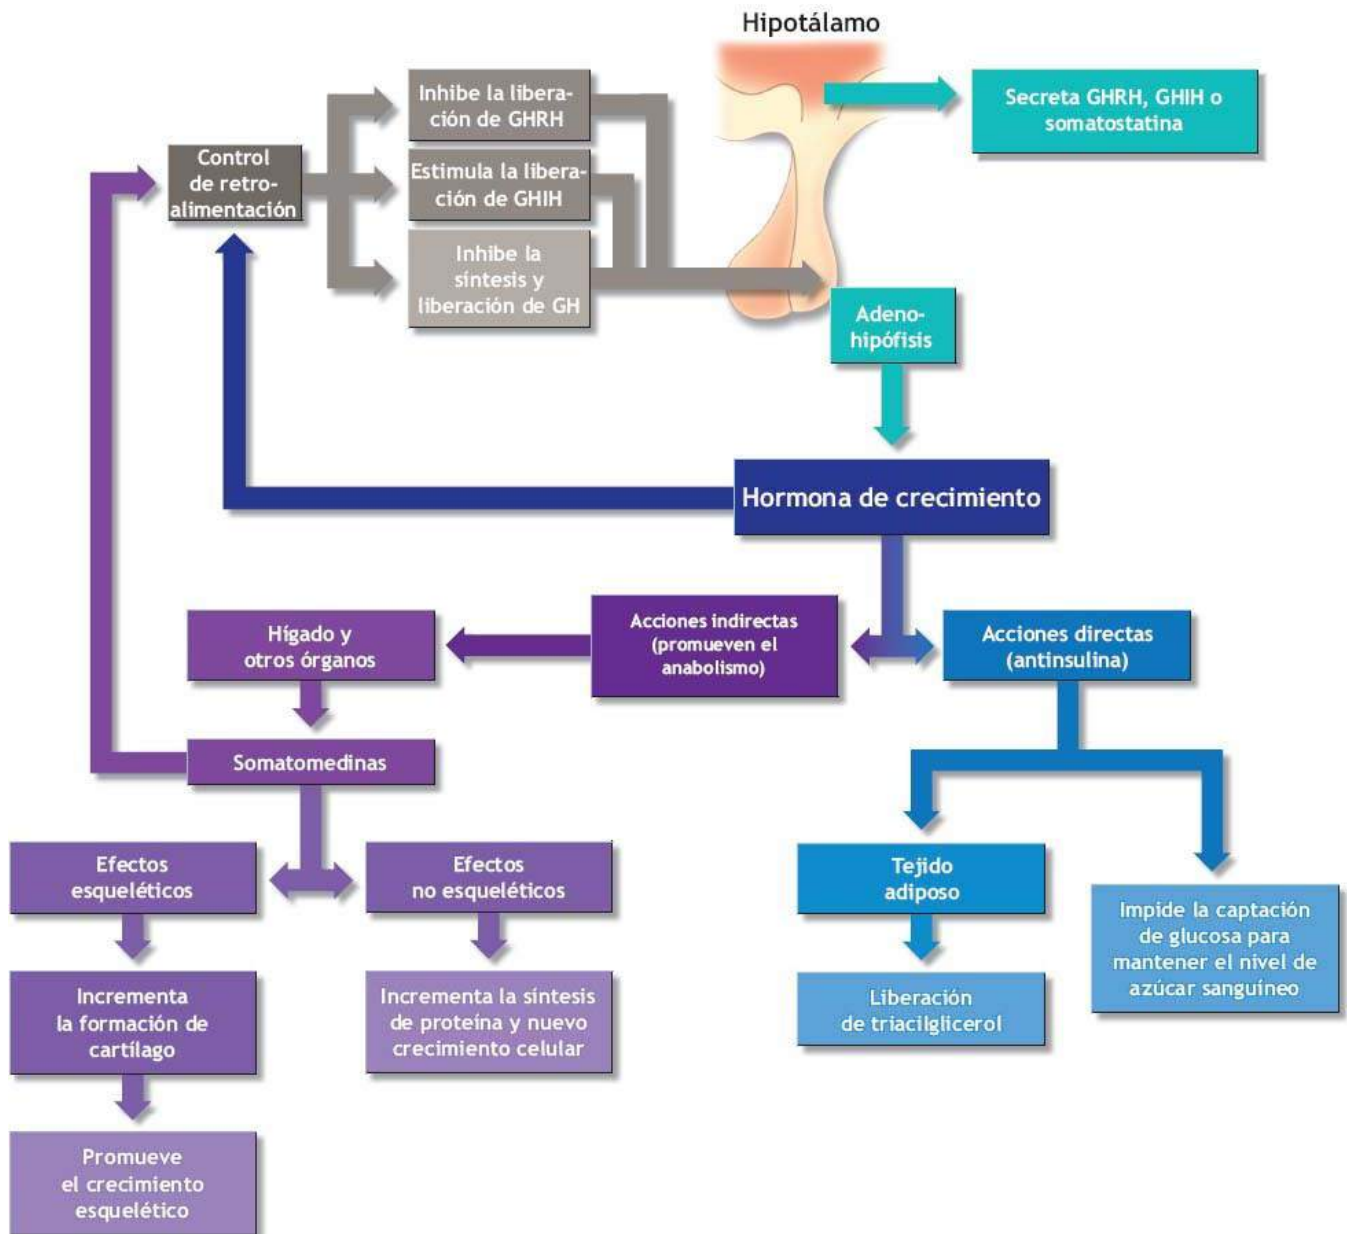 Hipotálamo
Inhibe la libera-
ción de GHRH
Secreta GHRH, GHIH o
somatostatina
Control
de retro-
alimentación
Estimula la libera-
ción de GHIH
Inhibe la
síntesis y
liberación de GH
Adeno-
hipófisis
Hormona de crecimiento
Hígado y
otros órganos
Acciones indirectas
(promueven el
anabolismo)
Acciones directas
(antinsulina)
Somatomedinas
Efectos
esqueléticos
Efectos
no esqueléticos
Tejido
adiposo
Impide la captación
de glucosa para
mantener el nivel de
azúcar sanguíneo
Incrementa
la formación de
cartílago
Incrementa la síntesis
de proteína y nuevo
crecimiento celular
Liberación
de triacilglicerol
Promueve
el crecimiento
esquelético